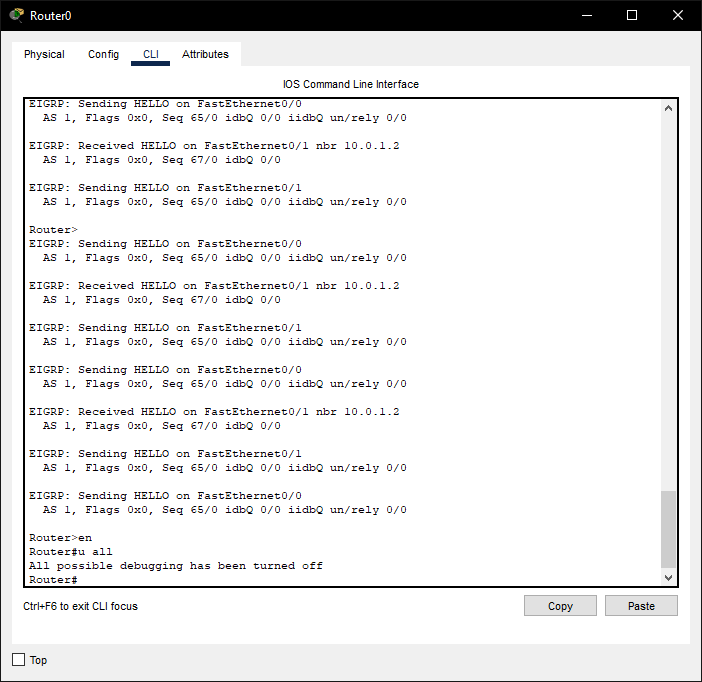 Router0
Physical Config CLI Attributes
IOS Command Line Interface
EIGRP: Sending HELLO on FastEthernet0/0
AS 1, Flags 0x0, Seq 65/0 idbQ 0/0 iidbQ un/rely 0/0
EIGRP: Received HELLO on FastEthernet0/1 nbr 10.0.1.2
AS 1, Flags 0x0, Seq 67/0 idbQ 0/0
EIGRP: Sending HELLO on FastEthernet0/1
AS 1, Flags 0x0, Seq 65/0 idbQ 0/0 iidbQ un/rely 0/0
Router>
EIGRP: Sending HELLO on FastEthernet0/0
AS 1, Flags 0x0, Seq 65/0 idbQ 0/0 iidbQ un/rely 0/0
EIGRP: Received HELLO on FastEthernet0/1 nbr 10.0.1.2
AS 1, Flags 0x0, Seq 67/0 idbQ 0/0
EIGRP: Sending HELLO on FastEthernet0/1
AS 1, Flags 0x0, Seq 65/0 idbQ 0/0 iidbQ un/rely 0/0
EIGRP: Sending HELLO on FastEthernet0/0
AS 1, Flags 0x0, Seq 65/0 idbQ 0/0 iidbQ un/rely 0/0
EIGRP: Received HELLO on FastEthernet0/1 nbr 10.0.1.2
AS 1, Flags 0x0, Seq 67/0 idbQ 0/0
EIGRP: Sending HELLO on FastEthernet0/1
AS 1, Flags 0x0, Seq 65/0 idbQ 0/0 iidbQ un/rely 0/0
EIGRP: Sending HELLO on FastEthernet0/0
AS 1, Flags 0x0, Seq 65/0 idbQ 0/0 iidbQ un/rely 0/0
Router>en
Router#u all
All possible debugging has been turned off
Router#
Ctrl+F6 to exit CLI focus
Copy Paste
Top